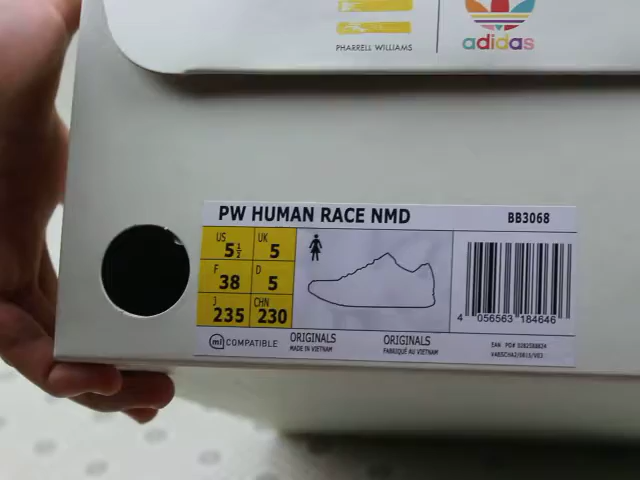 PHARRELL WILLIAMS
adidas
PW HUMAN RACE NMD
BB3068
US 5½ UK 5
F 38 D 5
J 235 CHN 230
4 056563 184646
mi COMPATIBLE
ORIGINALS
MADE IN VIETNAM
ORIGINALS
FABRIQUÉ AU VIETNAM